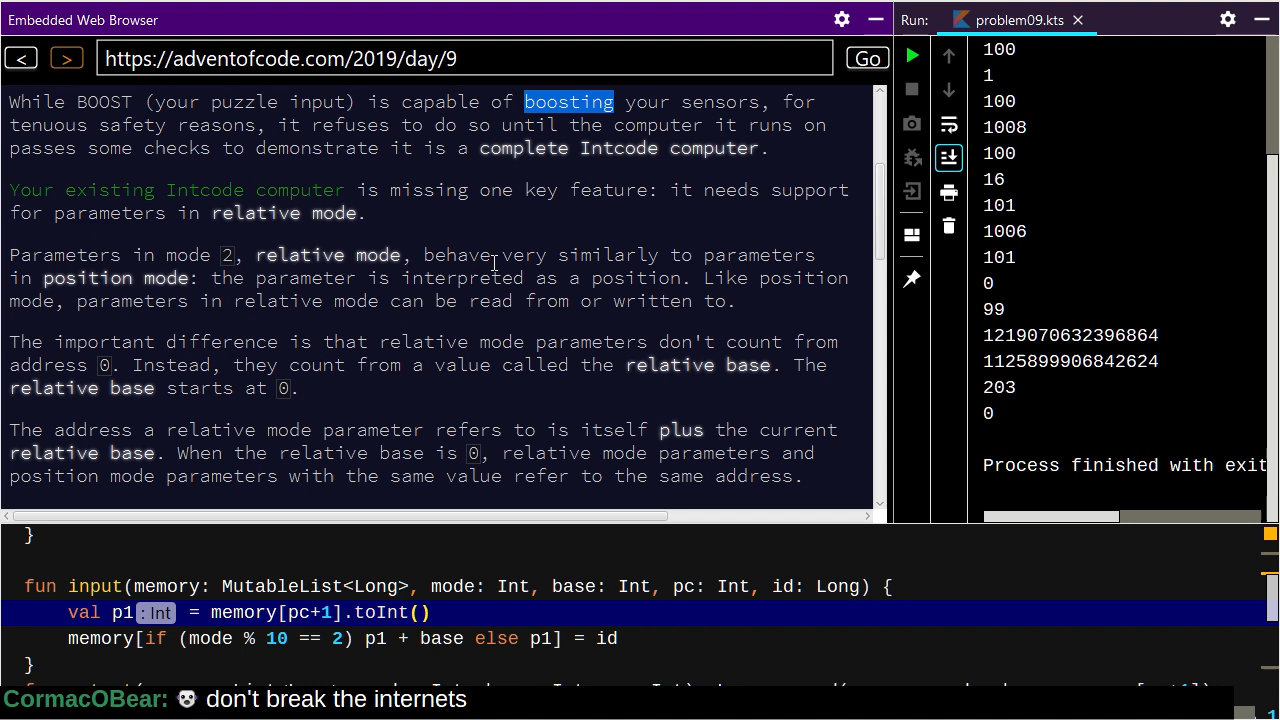 Embedded Web Browser
< > https://adventofcode.com/2019/day/9 Go
While BOOST (your puzzle input) is capable of boosting your sensors, for
tenuous safety reasons, it refuses to do so until the computer it runs on
passes some checks to demonstrate it is a complete Intcode computer.
Your existing Intcode computer is missing one key feature: it needs support
for parameters in relative mode.
Parameters in mode 2, relative mode, behave very similarly to parameters
in position mode: the parameter is interpreted as a position. Like position
mode, parameters in relative mode can be read from or written to.
The important difference is that relative mode parameters don't count from
address 0. Instead, they count from a value called the relative base. The
relative base starts at 0.
The address a relative mode parameter refers to is itself plus the current
relative base. When the relative base is 0, relative mode parameters and
position mode parameters with the same value refer to the same address.
Run: problem09.kts
100
1
100
1008
100
16
101
1006
101
0
99
1219070632396864
1125899906842624
203
0
Process finished with exit
}
fun input(memory: MutableList<Long>, mode: Int, base: Int, pc: Int, id: Long) {
val p1 : Int = memory[pc+1].toInt()
memory[if (mode % 10 == 2) p1 + base else p1] = id
}
CormacOBear: don't break the internets